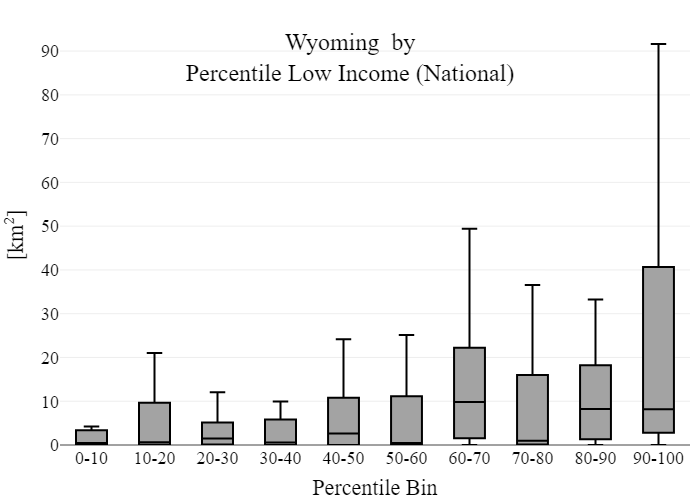 Wyoming  by
Percentile Low Income (National)
90
80
70
60
50
40
30
20
10
0
[km²]
0-10 10-20 20-30 30-40 40-50 50-60 60-70 70-80 80-90 90-100
Percentile Bin